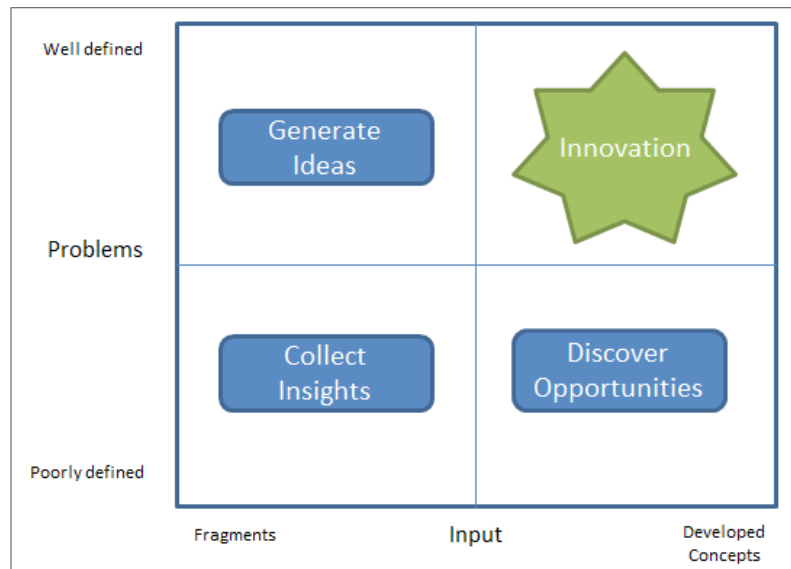 Well defined
Generate
Ideas
Innovation
Problems
Collect
Insights
Discover
Opportunities
Poorly defined
Fragments
Input
Developed
Concepts